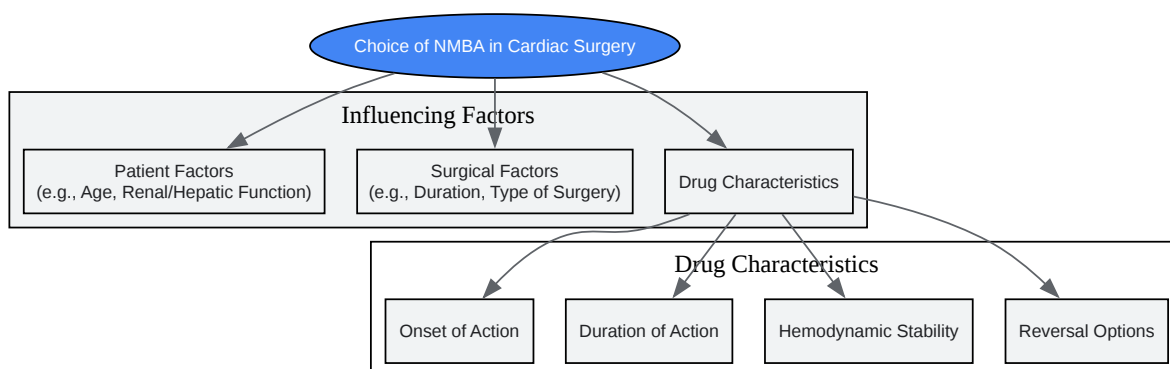 Choice of NMBA in Cardiac Surgery
Influencing Factors
Patient Factors
(e.g., Age, Renal/Hepatic Function)
Surgical Factors
(e.g., Duration, Type of Surgery)
Drug Characteristics
Drug Characteristics
Onset of Action
Duration of Action
Hemodynamic Stability
Reversal Options